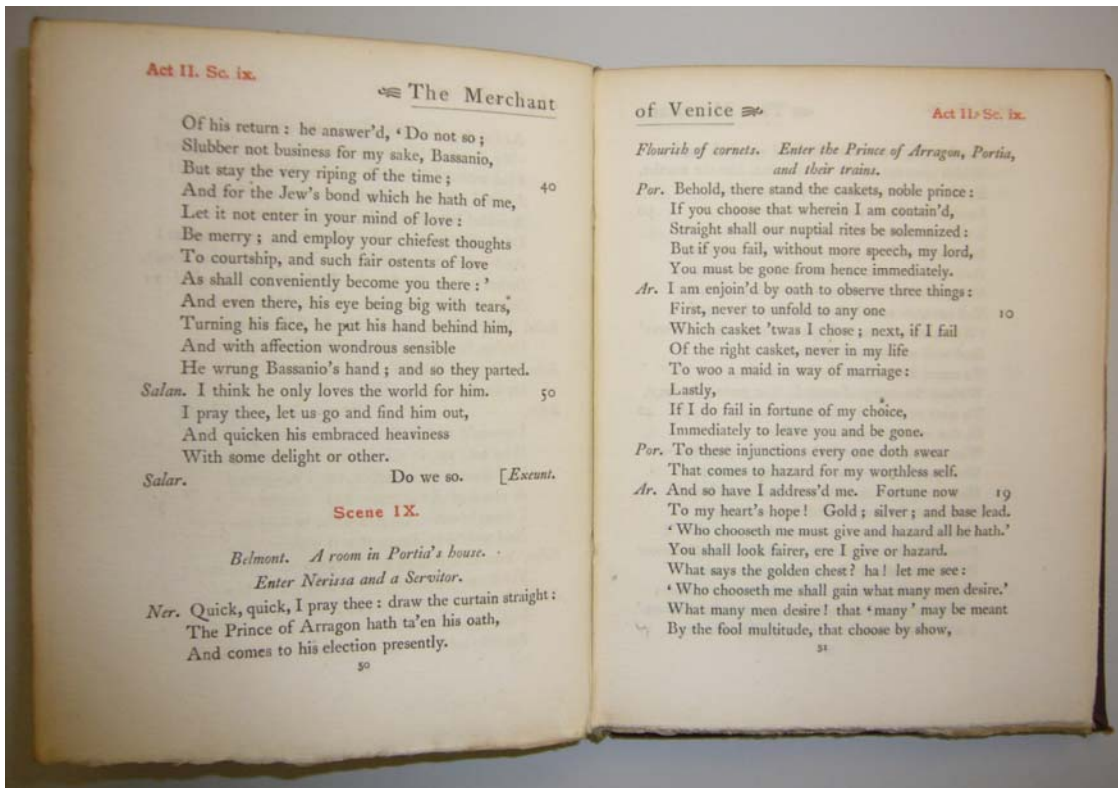 Act II. Sc. ix.
The Merchant
Of his return : he answer'd, ‘ Do not so ;
Slubber not business for my sake, Bassanio,
But stay the very riping of the time ;
And for the Jew's bond which he hath of me, 40
Let it not enter in your mind of love :
Be merry ; and employ your chiefest thoughts
To courtship, and such fair ostents of love
As shall conveniently become you there : ’
And even there, his eye being big with tears,
Turning his face, he put his hand behind him,
And with affection wondrous sensible
He wrung Bassanio's hand ; and so they parted.
Salan. I think he only loves the world for him. 50
I pray thee, let us go and find him out,
And quicken his embraced heaviness
With some delight or other.
Salar. Do we so. [Exeunt.
Scene IX.
Belmont. A room in Portia's house.
Enter Nerissa and a Servitor.
Ner. Quick, quick, I pray thee : draw the curtain straight :
The Prince of Arragon hath ta'en his oath,
And comes to his election presently.
50
of Venice
Act II. Sc. ix.
Flourish of cornets. Enter the Prince of Arragon, Portia,
and their trains.
Por. Behold, there stand the caskets, noble prince :
If you choose that wherein I am contain'd,
Straight shall our nuptial rites be solemnized :
But if you fail, without more speech, my lord,
You must be gone from hence immediately.
Ar. I am enjoin'd by oath to observe three things :
First, never to unfold to any one 10
Which casket 'twas I chose ; next, if I fail
Of the right casket, never in my life
To woo a maid in way of marriage :
Lastly,
If I do fail in fortune of my choice,
Immediately to leave you and be gone.
Por. To these injunctions every one doth swear
That comes to hazard for my worthless self.
Ar. And so have I address'd me. Fortune now 19
To my heart's hope ! Gold ; silver ; and base lead.
‘ Who chooseth me must give and hazard all he hath.’
You shall look fairer, ere I give or hazard.
What says the golden chest ? ha ! let me see :
‘ Who chooseth me shall gain what many men desire.’
What many men desire ! that ‘ many ’ may be meant
By the fool multitude, that choose by show,
51